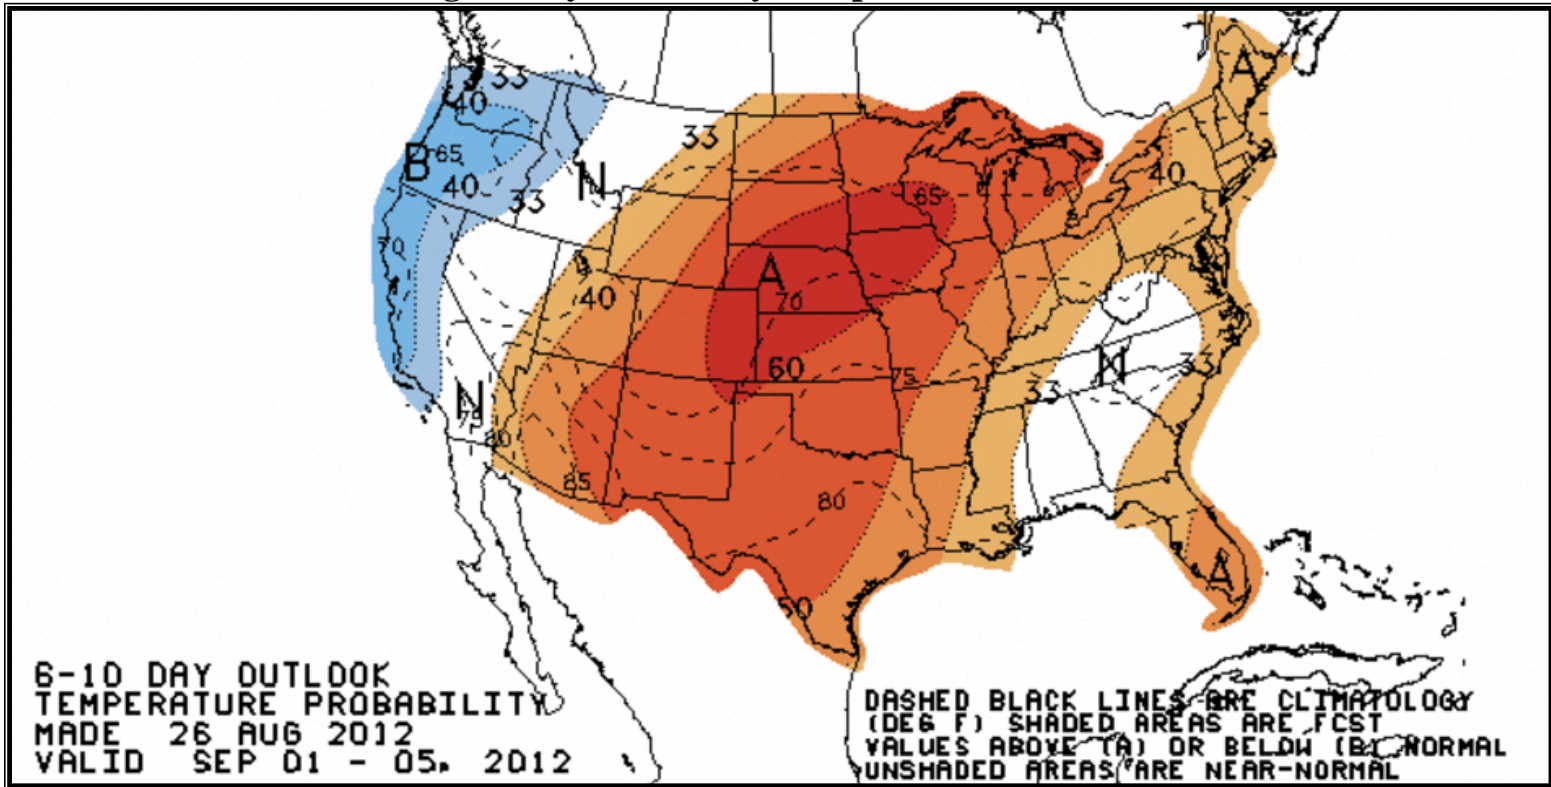 33
40
B 65
40
33
N
33
A
40
65
70
A
70
40
60
75
33
N
33
N
75
80
85
80
50
A
6-10 DAY OUTLOOK
TEMPERATURE PROBABILITY
MADE 26 AUG 2012
VALID SEP 01 - 05, 2012
DASHED BLACK LINES ARE CLIMATOLOGY
(DEG F) SHADED AREAS ARE FCST
VALUES ABOVE (A) OR BELOW (B) NORMAL
UNSHADED AREAS ARE NEAR-NORMAL